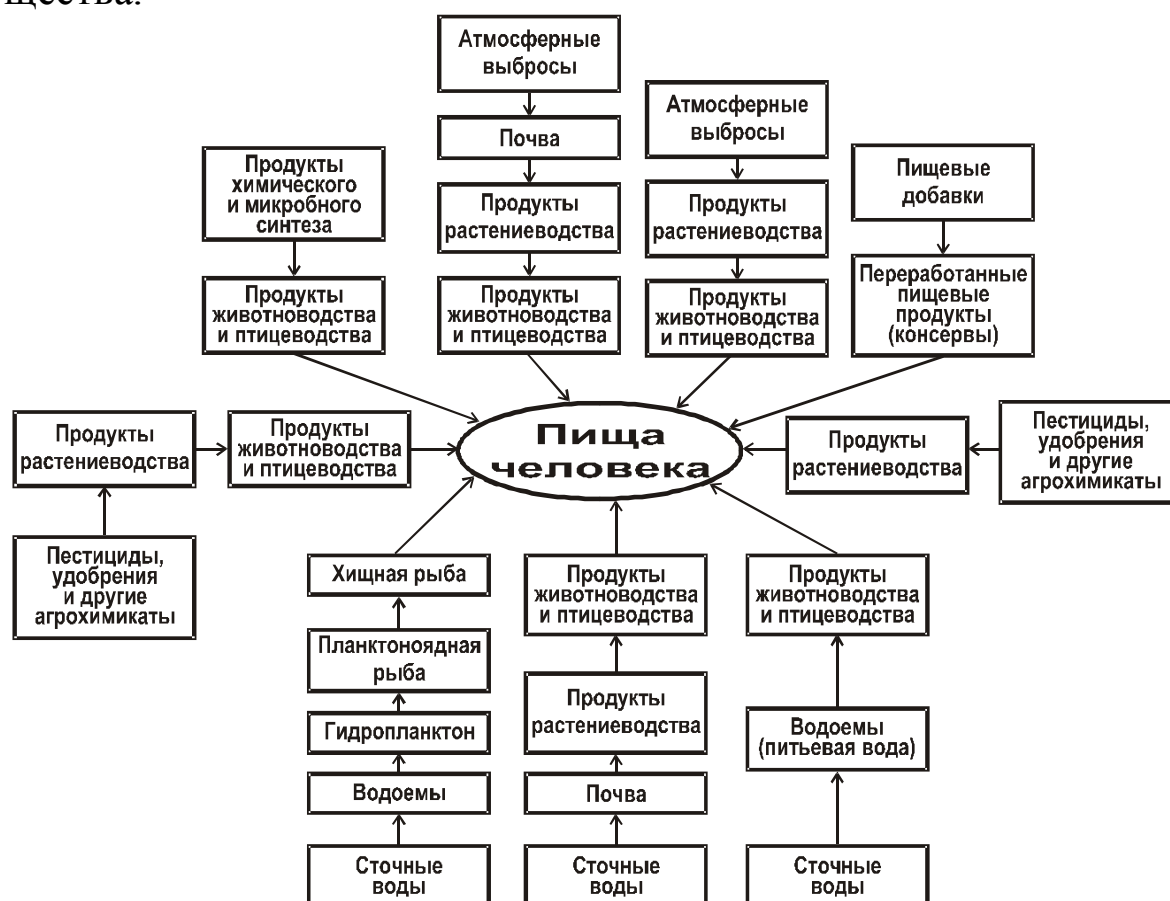 щества.
Атмосферные
выбросы
Почва
Продукты
растениеводства
Продукты
животноводства
и птицеводства
Атмосферные
выбросы
Продукты
растениеводства
Продукты
животноводства
и птицеводства
Продукты
химического
и микробного
синтеза
Продукты
животноводства
и птицеводства
Пищевые
добавки
Переработанные
пищевые
продукты
(консервы)
Продукты
растениеводства
Продукты
животноводства
и птицеводства
Пища
человека
Продукты
растениеводства
Пестициды,
удобрения
и другие
агрохимикаты
Пестициды,
удобрения
и другие
агрохимикаты
Хищная рыба
Планктоноядная
рыба
Гидропланктон
Водоемы
Сточные
воды
Продукты
животноводства
и птицеводства
Продукты
растениеводства
Почва
Сточные
воды
Продукты
животноводства
и птицеводства
Водоемы
(питьевая вода)
Сточные
воды